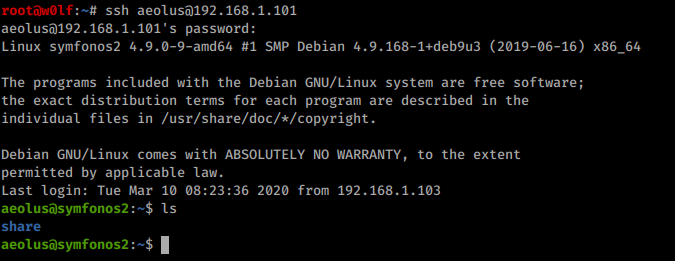 root@w0lf:~# ssh aeolus@192.168.1.101
aeolus@192.168.1.101's password:
Linux symfonos2 4.9.0-9-amd64 #1 SMP Debian 4.9.168-1+deb9u3 (2019-06-16) x86_64

The programs included with the Debian GNU/Linux system are free software;
the exact distribution terms for each program are described in the
individual files in /usr/share/doc/*/copyright.

Debian GNU/Linux comes with ABSOLUTELY NO WARRANTY, to the extent
permitted by applicable law.
Last login: Tue Mar 10 08:23:36 2020 from 192.168.1.103
aeolus@symfonos2:~$ ls
share
aeolus@symfonos2:~$